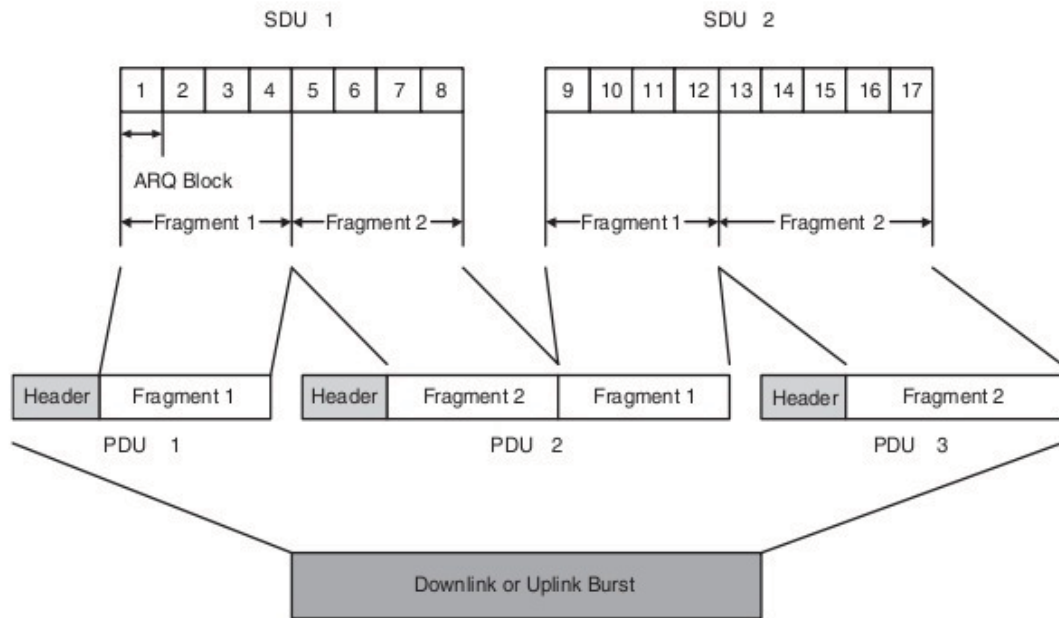 SDU 1 SDU 2
1 2 3 4 5 6 7 8 9 10 11 12 13 14 15 16 17
ARQ Block
Fragment 1 Fragment 2 Fragment 1 Fragment 2
Header Fragment 1 Header Fragment 2 Fragment 1 Header Fragment 2
PDU 1 PDU 2 PDU 3
Downlink or Uplink Burst